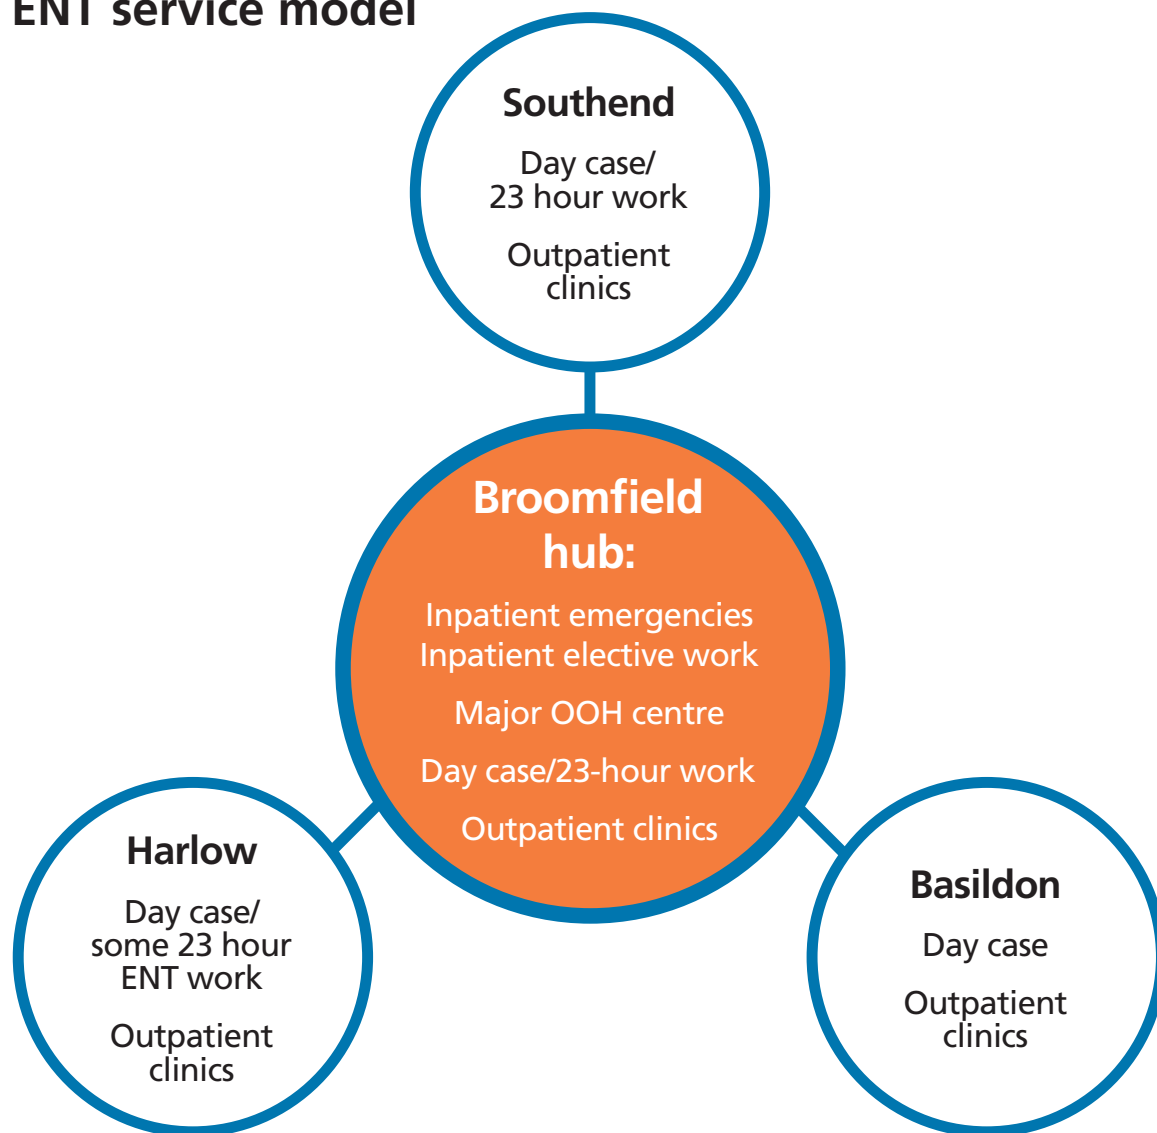 ENT service model
Southend
Day case/
23 hour work
Outpatient
clinics
Broomfield
hub:
Inpatient emergencies
Inpatient elective work
Major OOH centre
Day case/23-hour work
Outpatient clinics
Harlow
Day case/
some 23 hour
ENT work
Outpatient
clinics
Basildon
Day case
Outpatient
clinics